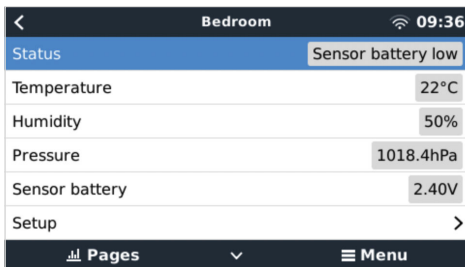 Bedroom 09:36
Status Sensor battery low
Temperature 22°C
Humidity 50%
Pressure 1018.4hPa
Sensor battery 2.40V
Setup
Pages Menu